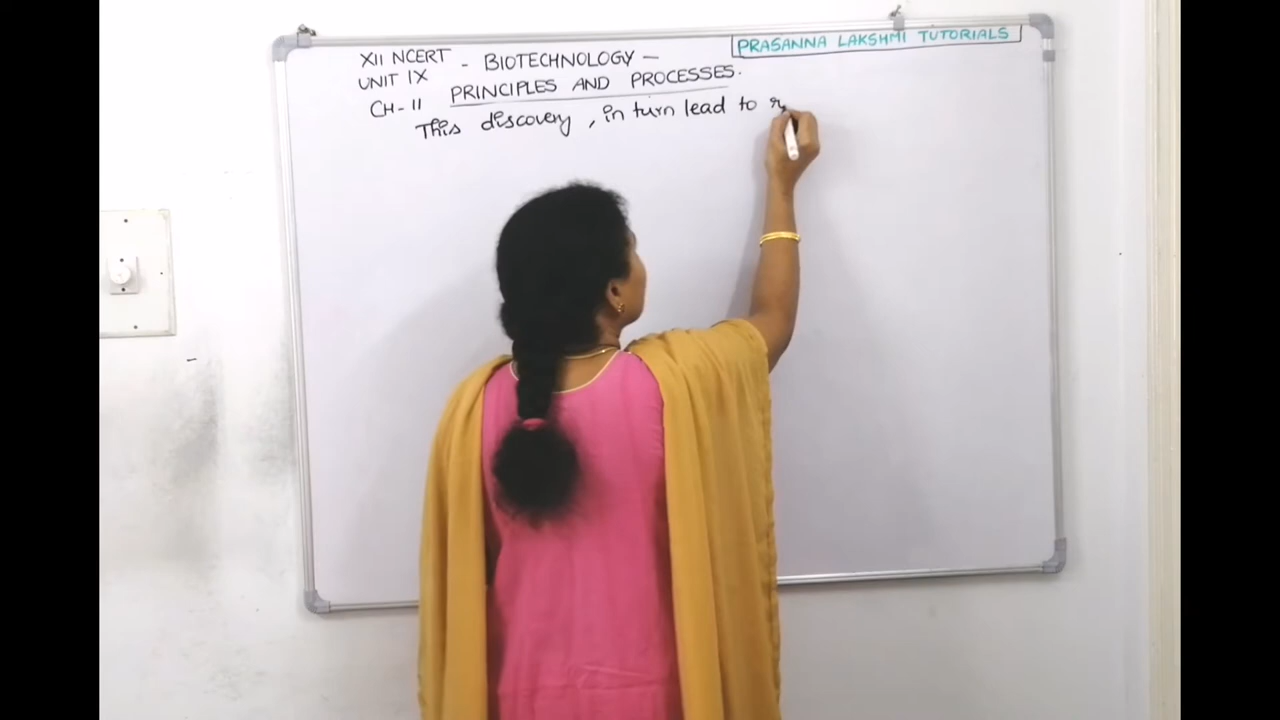 XII NCERT - BIOTECHNOLOGY -
PRASANNA LAKSHMI TUTORIALS
UNIT IX
CH-11 PRINCIPLES AND PROCESSES.
This discovery, in turn lead to r